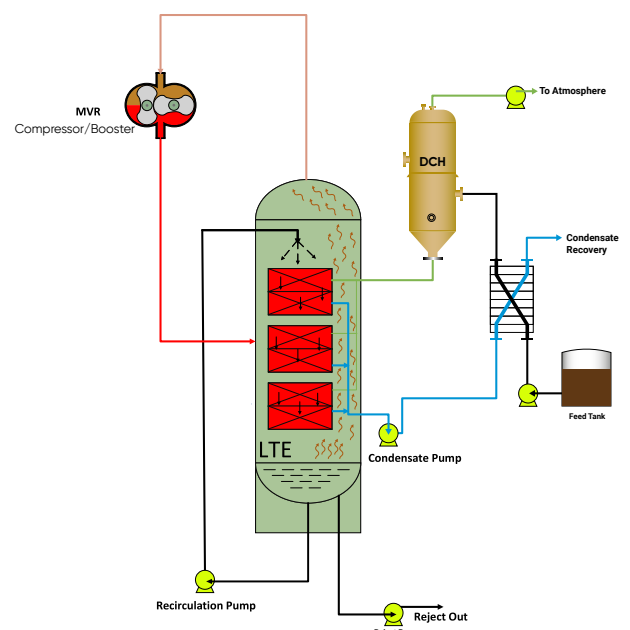 MVR
Compressor/Booster
To Atmosphere
DCH
Condensate
Recovery
Feed Tank
LTE
Condensate Pump
Recirculation Pump
Reject Out